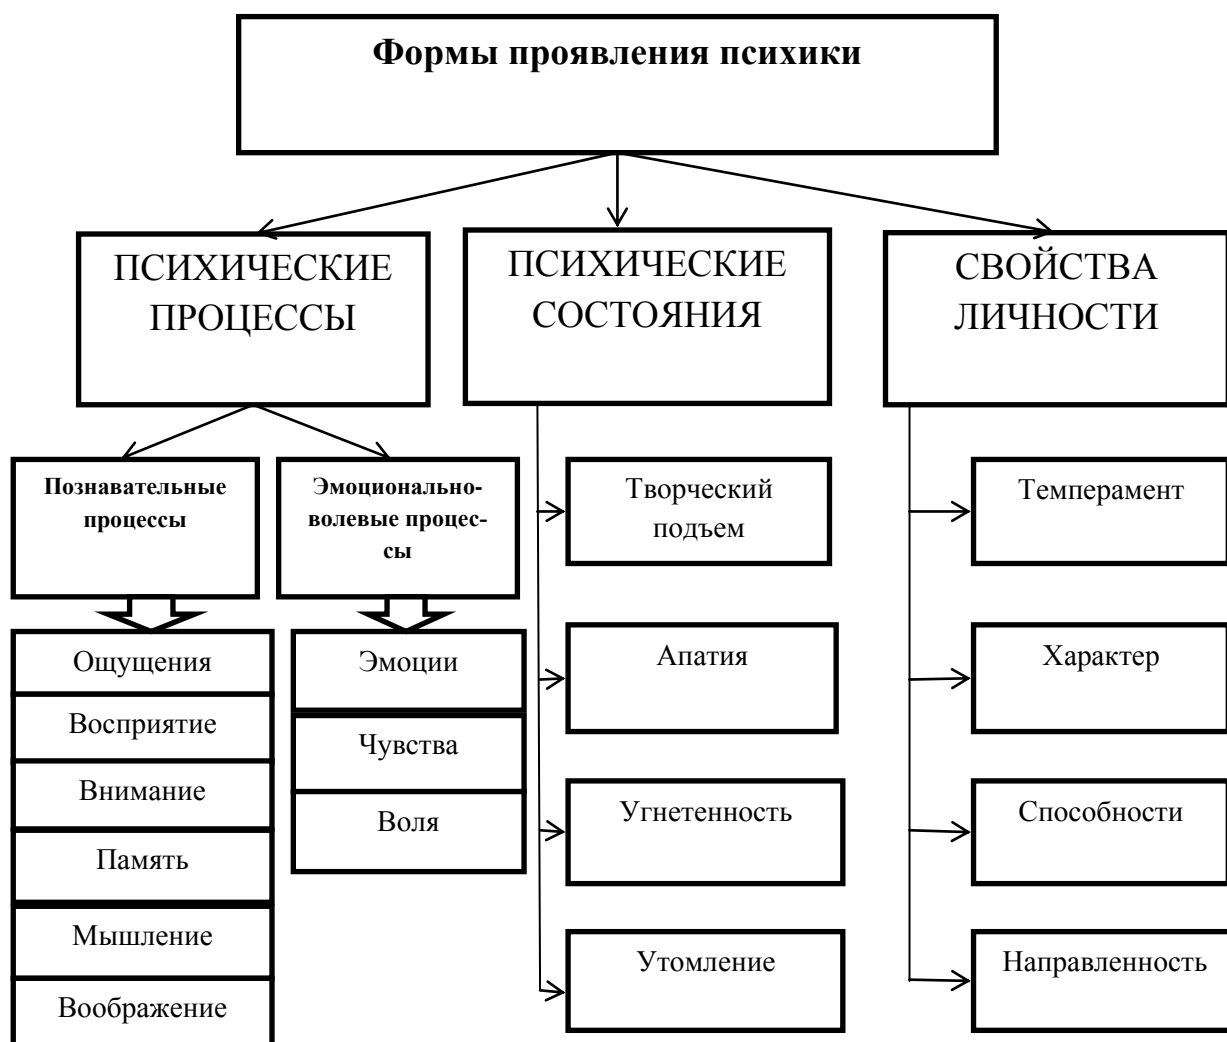 Формы проявления психики
ПСИХИЧЕСКИЕ
ПРОЦЕССЫ
ПСИХИЧЕСКИЕ
СОСТОЯНИЯ
СВОЙСТВА
ЛИЧНОСТИ
Познавательные
процессы
Эмоционально-
волевые процес-
сы
Ощущения
Восприятие
Внимание
Память
Мышление
Воображение
Эмоции
Чувства
Воля
Творческий
подъем
Апатия
Угнетенность
Утомление
Темперамент
Характер
Способности
Направленность